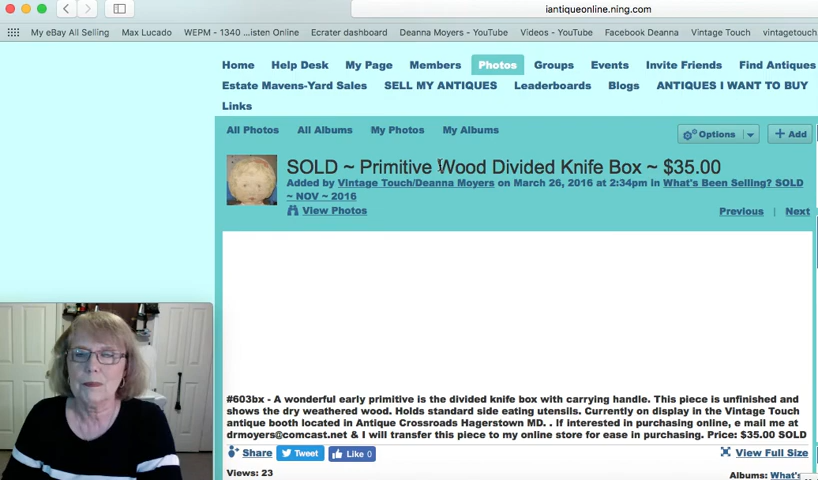 iantiqueonline.ning.com
My eBay All Selling Max Lucado WEPM - 1340 ...isten Online Ecrater dashboard Deanna Moyers - YouTube Videos - YouTube Facebook Deanna Vintage Touch vintagetouch
Home Help Desk My Page Members Photos Groups Events Invite Friends Find Antiques
Estate Mavens-Yard Sales SELL MY ANTIQUES Leaderboards Blogs ANTIQUES I WANT TO BUY
Links
All Photos All Albums My Photos My Albums Options + Add
SOLD ~ Primitive Wood Divided Knife Box ~ $35.00
Added by Vintage Touch/Deanna Moyers on March 26, 2016 at 2:34pm in What's Been Selling? SOLD
~ NOV ~ 2016
View Photos Previous | Next
#603bx - A wonderful early primitive is the divided knife box with carrying handle. This piece is unfinished and
shows the dry weathered wood. Holds standard side eating utensils. Currently on display in the Vintage Touch
antique booth located in Antique Crossroads Hagerstown MD. . If interested in purchasing online, e mail me at
drmoyers@comcast.net & I will transfer this piece to my online store for ease in purchasing. Price: $35.00 SOLD
Share Tweet Like 0 View Full Size
Views: 23 Albums: What's